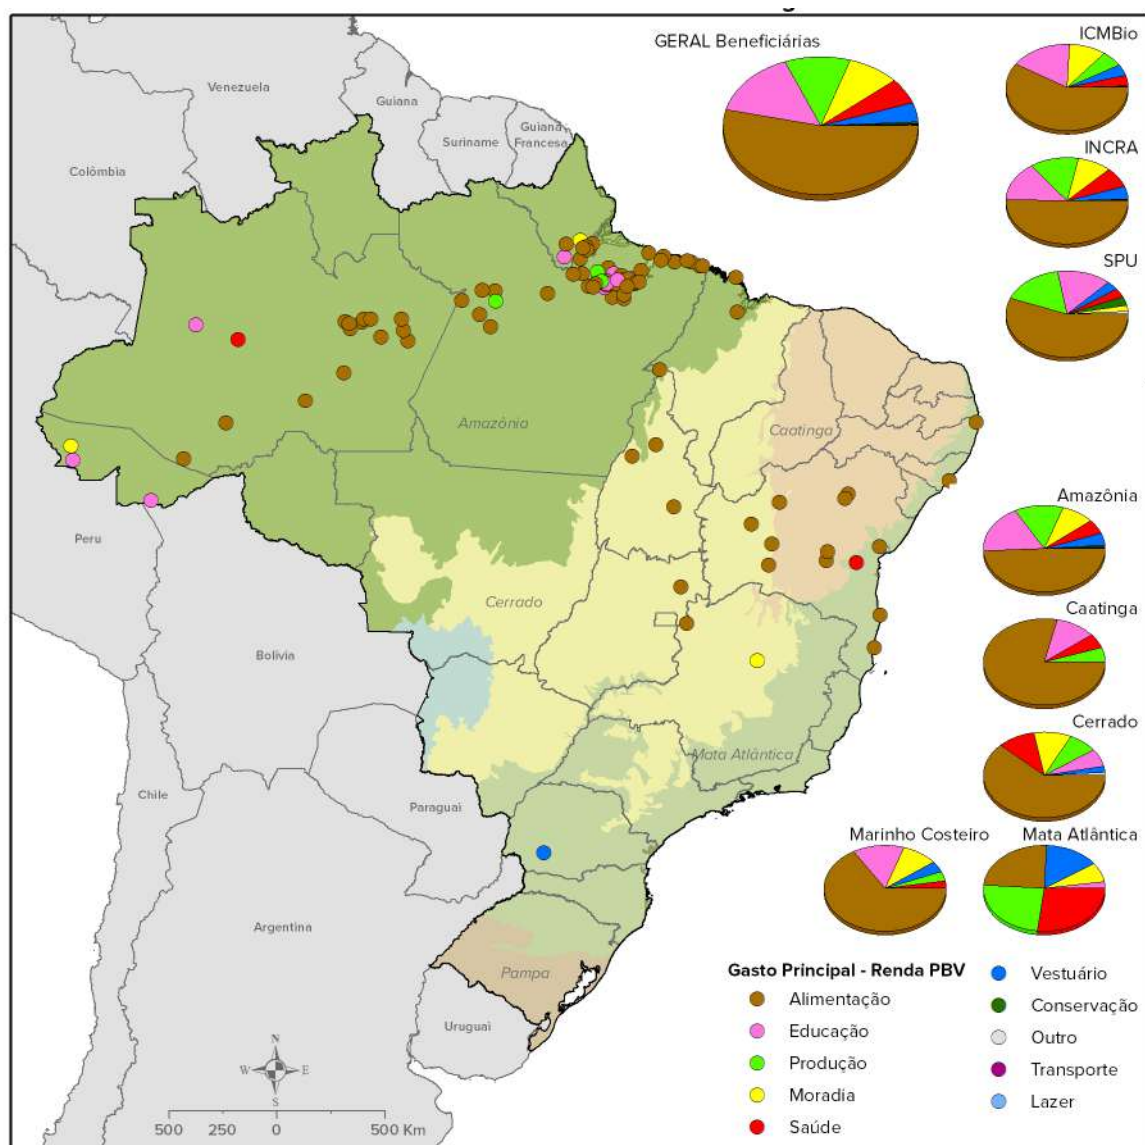 GERAL Beneficiárias
ICMBio
Venezuela
Guiana
Suriname
Guiana
Francesa
Colômbia
INCRA
SPU
Amazônia
Caatinga
Amazônia
Peru
Cerrado
Caatinga
Bolívia
Cerrado
Mata Atlântica
Chile
Paraguai
Marinho Costeiro
Mata Atlântica
Argentina
Pampa
Uruguai
Gasto Principal - Renda PBV
Alimentação
Educação
Produção
Moradia
Saúde
Vestuário
Conservação
Outro
Transporte
Lazer
N
W
E
S
500 250 0 500 Km